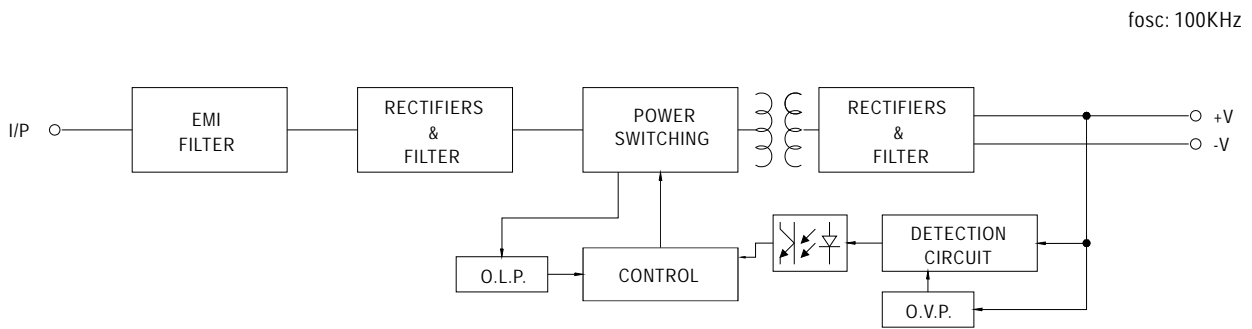 fosc: 100KHz
I/P
EMI
FILTER
RECTIFIERS
&
FILTER
POWER
SWITCHING
RECTIFIERS
&
FILTER
+V
-V
O.L.P.
CONTROL
DETECTION
CIRCUIT
O.V.P.